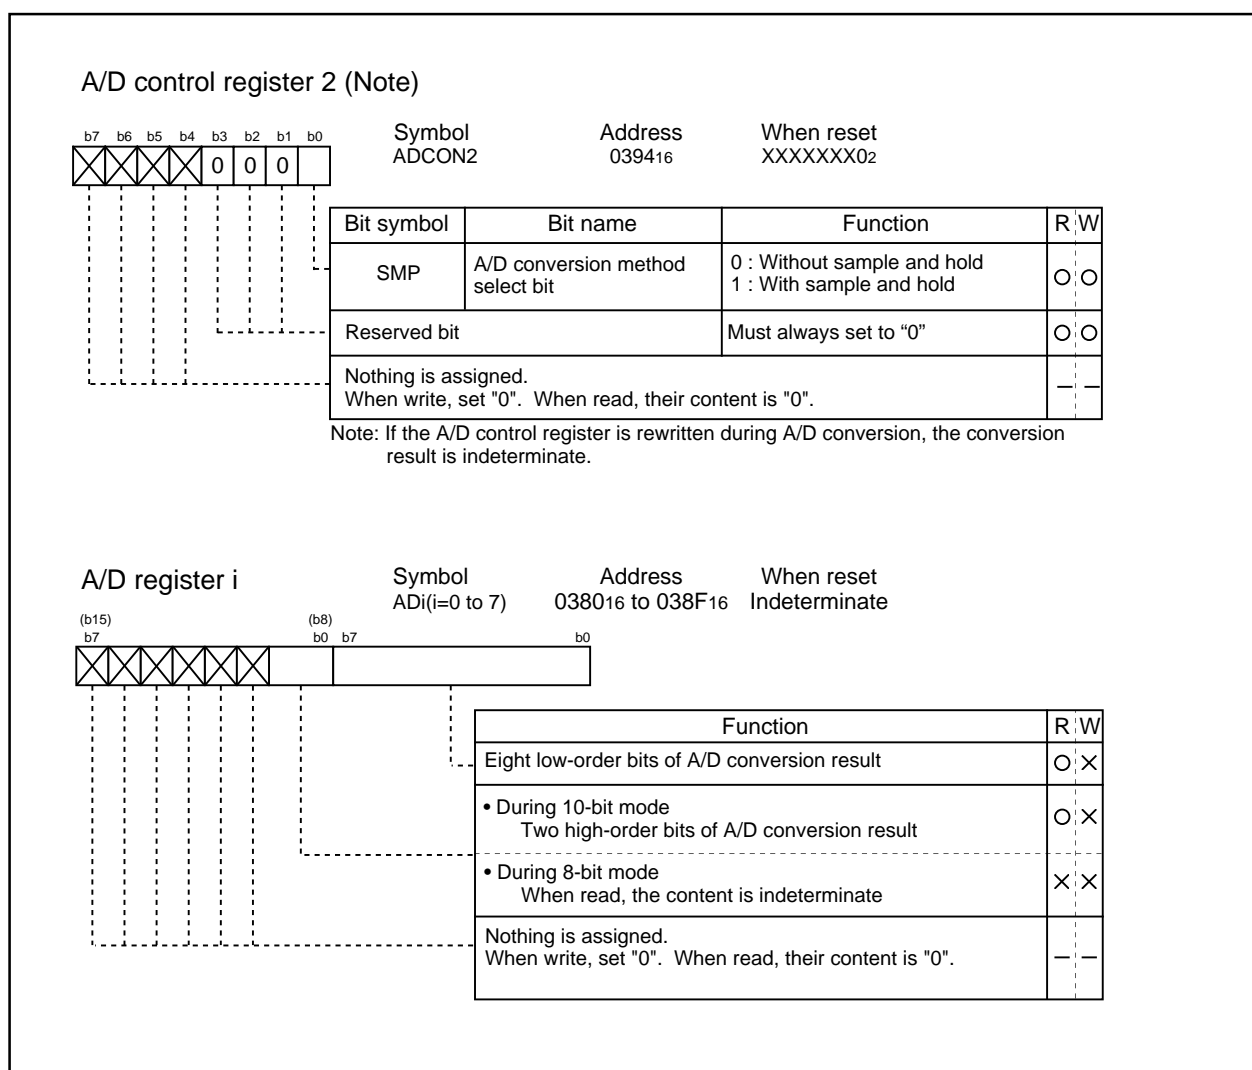 A/D control register 2 (Note)
Symbol Address When reset
b7 b6 b5 b4 b3 b2 b1 b0
ADCON2 039416 XXXXXXX02
0 0 0
Bit symbol Bit name Function R W
SMP A/D conversion method select bit 0 : Without sample and hold
1 : With sample and hold
Reserved bit Must always set to “0”
Nothing is assigned.
When write, set "0". When read, their content is "0".
Note: If the A/D control register is rewritten during A/D conversion, the conversion
result is indeterminate.
A/D register i
Symbol Address When reset
ADi(i=0 to 7) 038016 to 038F16 Indeterminate
(b15) (b8)
b7 b0 b7 b0
Function R W
Eight low-order bits of A/D conversion result
• During 10-bit mode
Two high-order bits of A/D conversion result
• During 8-bit mode
When read, the content is indeterminate
Nothing is assigned.
When write, set "0". When read, their content is "0".